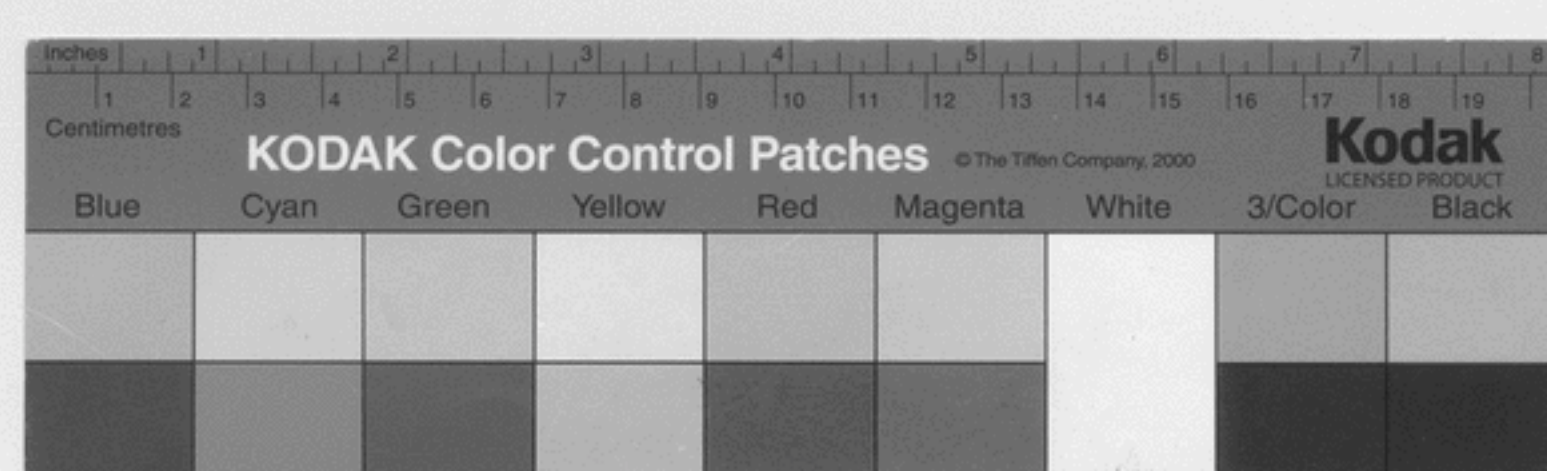 Inches 1 2 3 4 5 6 7 8
1 2 3 4 5 6 7 8 9 10 11 12 13 14 15 16 17 18 19
Centimetres
KODAK Color Control Patches © The Tiffen Company, 2000 Kodak
LICENSED PRODUCT
Blue Cyan Green Yellow Red Magenta White 3/Color Black